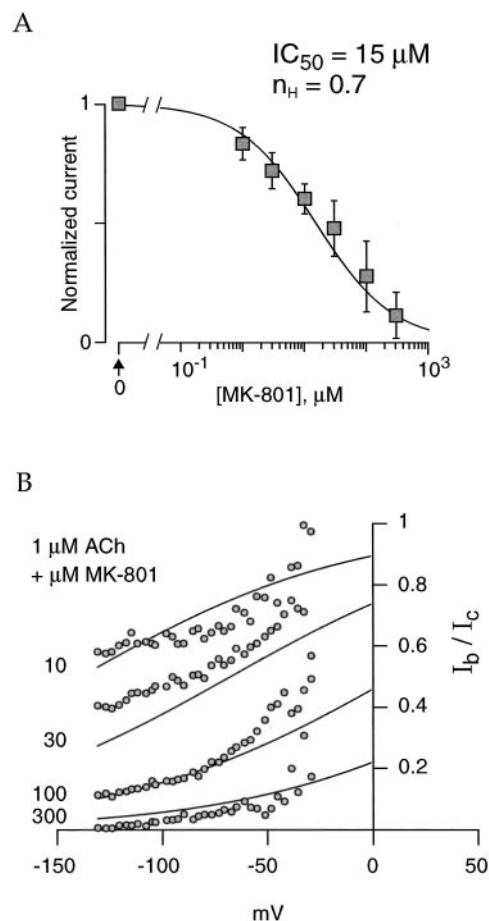 A
IC50 = 15 µM
nH = 0.7
1
Normalized current
0
0
10-1
103
[MK-801], µM
B
1 µM ACh
+ µM MK-801
10
30
100
300
1
0.8
0.6
0.4
0.2
Ib / Ic
-150
-100
-50
0
50
mV